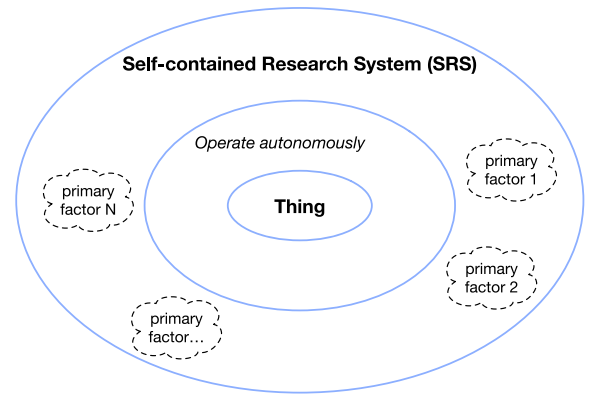 Self-contained Research System (SRS)
Operate autonomously
primary
factor 1
primary
factor N
Thing
primary
factor 2
primary
factor…